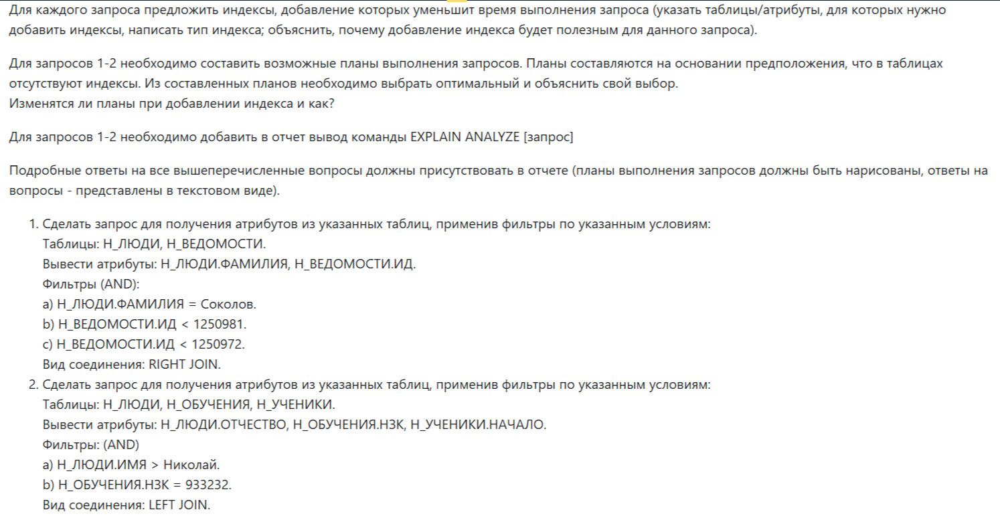 Для каждого запроса предложить индексы, добавление которых уменьшит время выполнения запроса (указать таблицы/атрибуты, для которых нужно
добавить индексы, написать тип индекса; объяснить, почему добавление индекса будет полезным для данного запроса).
Для запросов 1-2 необходимо составить возможные планы выполнения запросов. Планы составляются на основании предположения, что в таблицах
отсутствуют индексы. Из составленных планов необходимо выбрать оптимальный и объяснить свой выбор.
Изменятся ли планы при добавлении индекса и как?
Для запросов 1-2 необходимо добавить в отчет вывод команды EXPLAIN ANALYZE [запрос]
Подробные ответы на все вышеперечисленные вопросы должны присутствовать в отчете (планы выполнения запросов должны быть нарисованы, ответы на
вопросы - представлены в текстовом виде).
1. Сделать запрос для получения атрибутов из указанных таблиц, применив фильтры по указанным условиям:
Таблицы: Н_ЛЮДИ, Н_ВЕДОМОСТИ.
Вывести атрибуты: Н_ЛЮДИ.ФАМИЛИЯ, Н_ВЕДОМОСТИ.ИД.
Фильтры (AND):
a) Н_ЛЮДИ.ФАМИЛИЯ = Соколов.
b) Н_ВЕДОМОСТИ.ИД < 1250981.
c) Н_ВЕДОМОСТИ.ИД < 1250972.
Вид соединения: RIGHT JOIN.
2. Сделать запрос для получения атрибутов из указанных таблиц, применив фильтры по указанным условиям:
Таблицы: Н_ЛЮДИ, Н_ОБУЧЕНИЯ, Н_УЧЕНИКИ.
Вывести атрибуты: Н_ЛЮДИ.ОТЧЕСТВО, Н_ОБУЧЕНИЯ.НЗК, Н_УЧЕНИКИ.НАЧАЛО.
Фильтры: (AND)
a) Н_ЛЮДИ.ИМЯ > Николай.
b) Н_ОБУЧЕНИЯ.НЗК = 933232.
Вид соединения: LEFT JOIN.